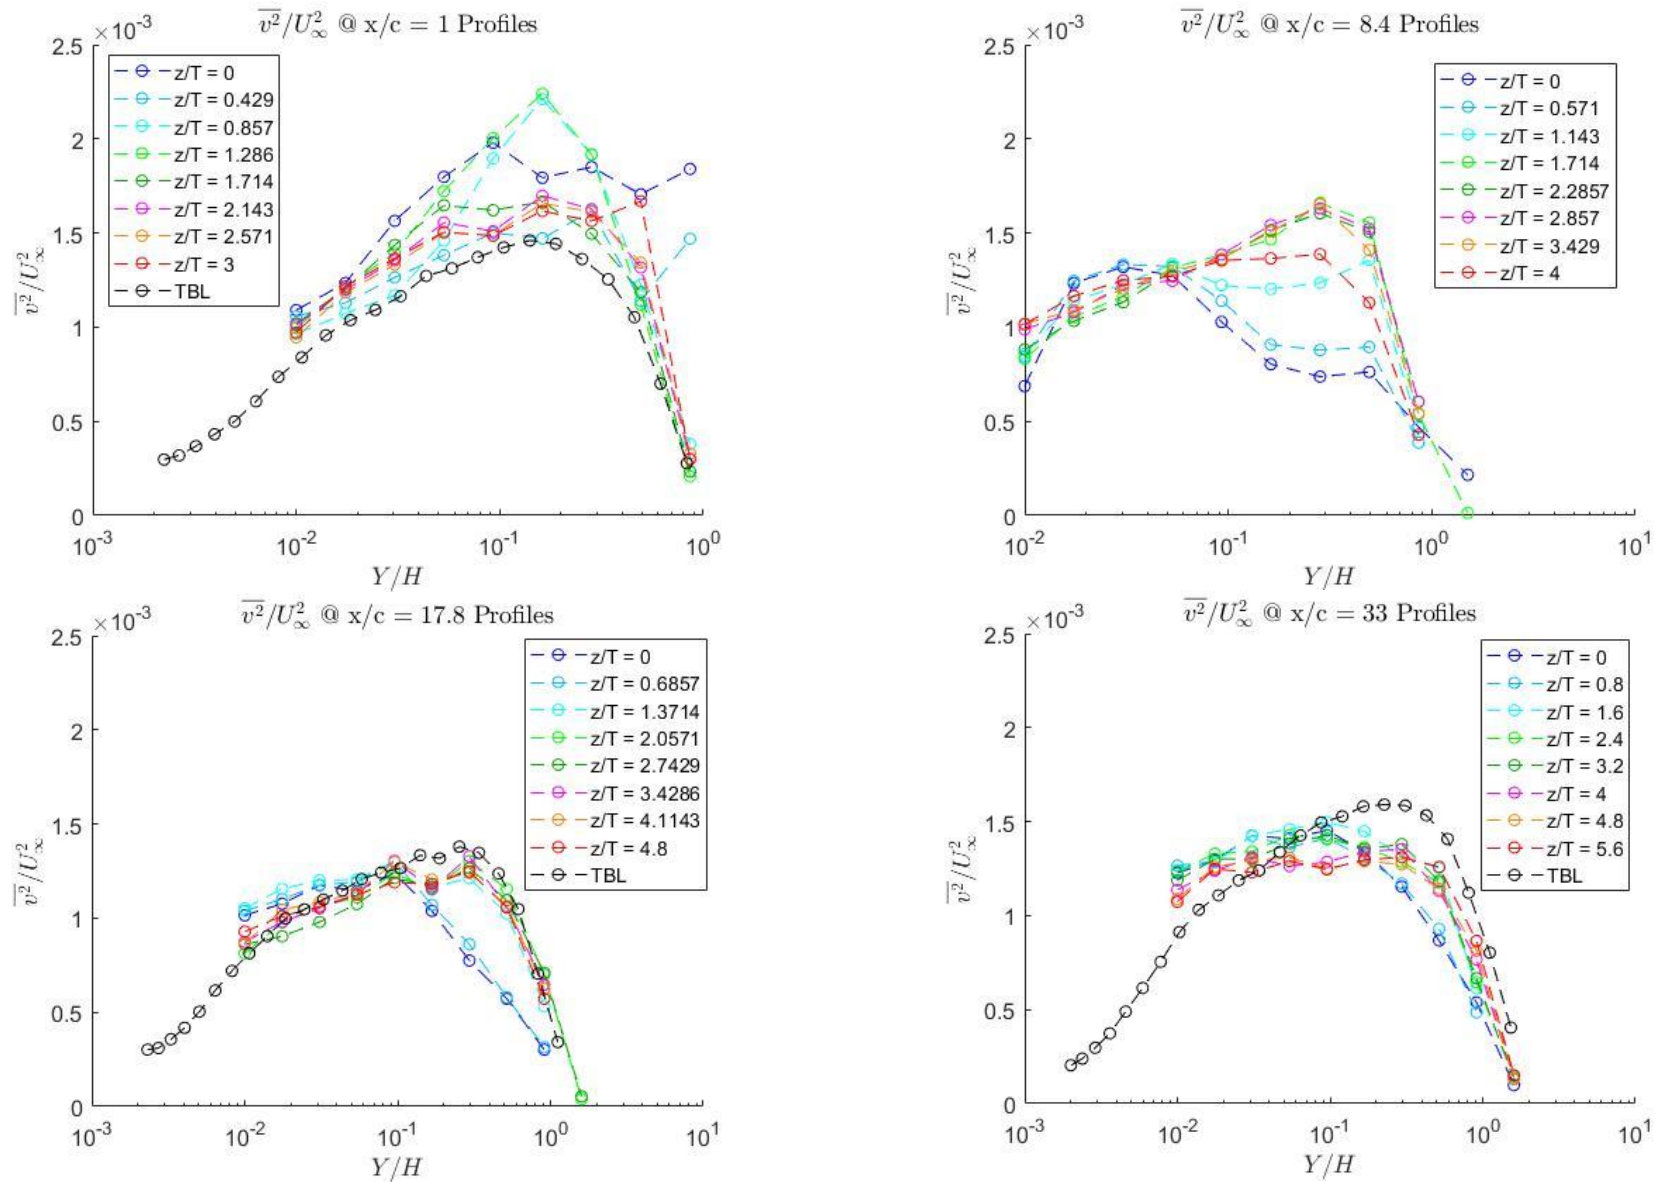 v²/U∞² @ x/c = 1 Profiles
×10⁻³
2.5
2
1.5
1
0.5
0
v²/U∞²
z/T = 0
z/T = 0.429
z/T = 0.857
z/T = 1.286
z/T = 1.714
z/T = 2.143
z/T = 2.571
z/T = 3
TBL
10⁻³
10⁻²
10⁻¹
10⁰
Y/H
v²/U∞² @ x/c = 8.4 Profiles
×10⁻³
2.5
2
1.5
1
0.5
0
v²/U∞²
z/T = 0
z/T = 0.571
z/T = 1.143
z/T = 1.714
z/T = 2.2857
z/T = 2.857
z/T = 3.429
z/T = 4
10⁻²
10⁻¹
10⁰
10¹
Y/H
v²/U∞² @ x/c = 17.8 Profiles
×10⁻³
2.5
2
1.5
1
0.5
0
v²/U∞²
z/T = 0
z/T = 0.6857
z/T = 1.3714
z/T = 2.0571
z/T = 2.7429
z/T = 3.4286
z/T = 4.1143
z/T = 4.8
TBL
10⁻³
10⁻²
10⁻¹
10⁰
10¹
Y/H
v²/U∞² @ x/c = 33 Profiles
×10⁻³
2.5
2
1.5
1
0.5
0
v²/U∞²
z/T = 0
z/T = 0.8
z/T = 1.6
z/T = 2.4
z/T = 3.2
z/T = 4
z/T = 4.8
z/T = 5.6
TBL
10⁻³
10⁻²
10⁻¹
10⁰
10¹
Y/H